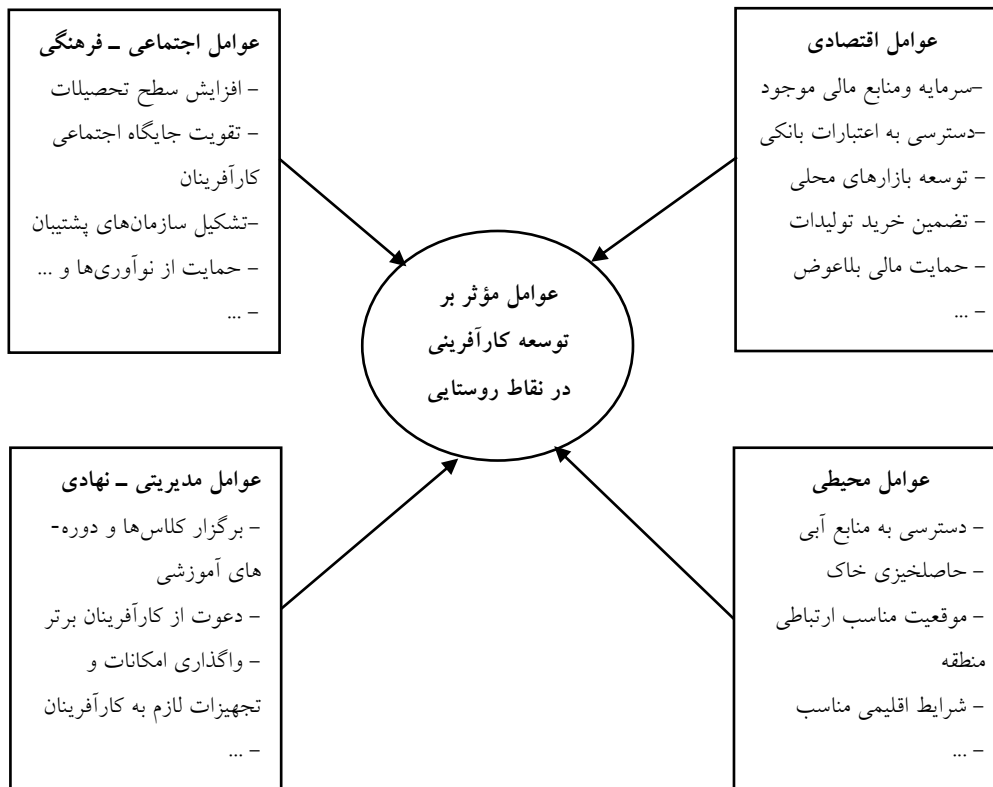 عوامل اقتصادی
–سرمایه ومنابع مالی موجود
–دسترسی به اعتبارات بانکی
– توسعه بازارهای محلی
– تضمین خرید تولیدات
– حمایت مالی بلاعوض
– ...
عوامل اجتماعی – فرهنگی
– افزایش سطح تحصیلات
– تقویت جایگاه اجتماعی
کارآفرینان
–تشکیل سازمان‌های پشتیبان
– حمایت از نوآوری‌ها و ...
– ...
عوامل مؤثر بر
توسعه کارآفرینی
در نقاط روستایی
عوامل محیطی
– دسترسی به منابع آبی
– حاصلخیزی خاک
– موقعیت مناسب ارتباطی
منطقه
– شرایط اقلیمی مناسب
– ...
عوامل مدیریتی – نهادی
– برگزار کلاس‌ها و دوره-
های آموزشی
– دعوت از کارآفرینان برتر
– واگذاری امکانات و
تجهیزات لازم به کارآفرینان
– ...